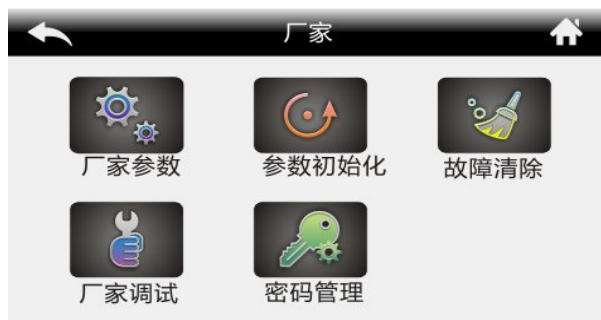 厂家
厂家参数
参数初始化
故障清除
厂家调试
密码管理